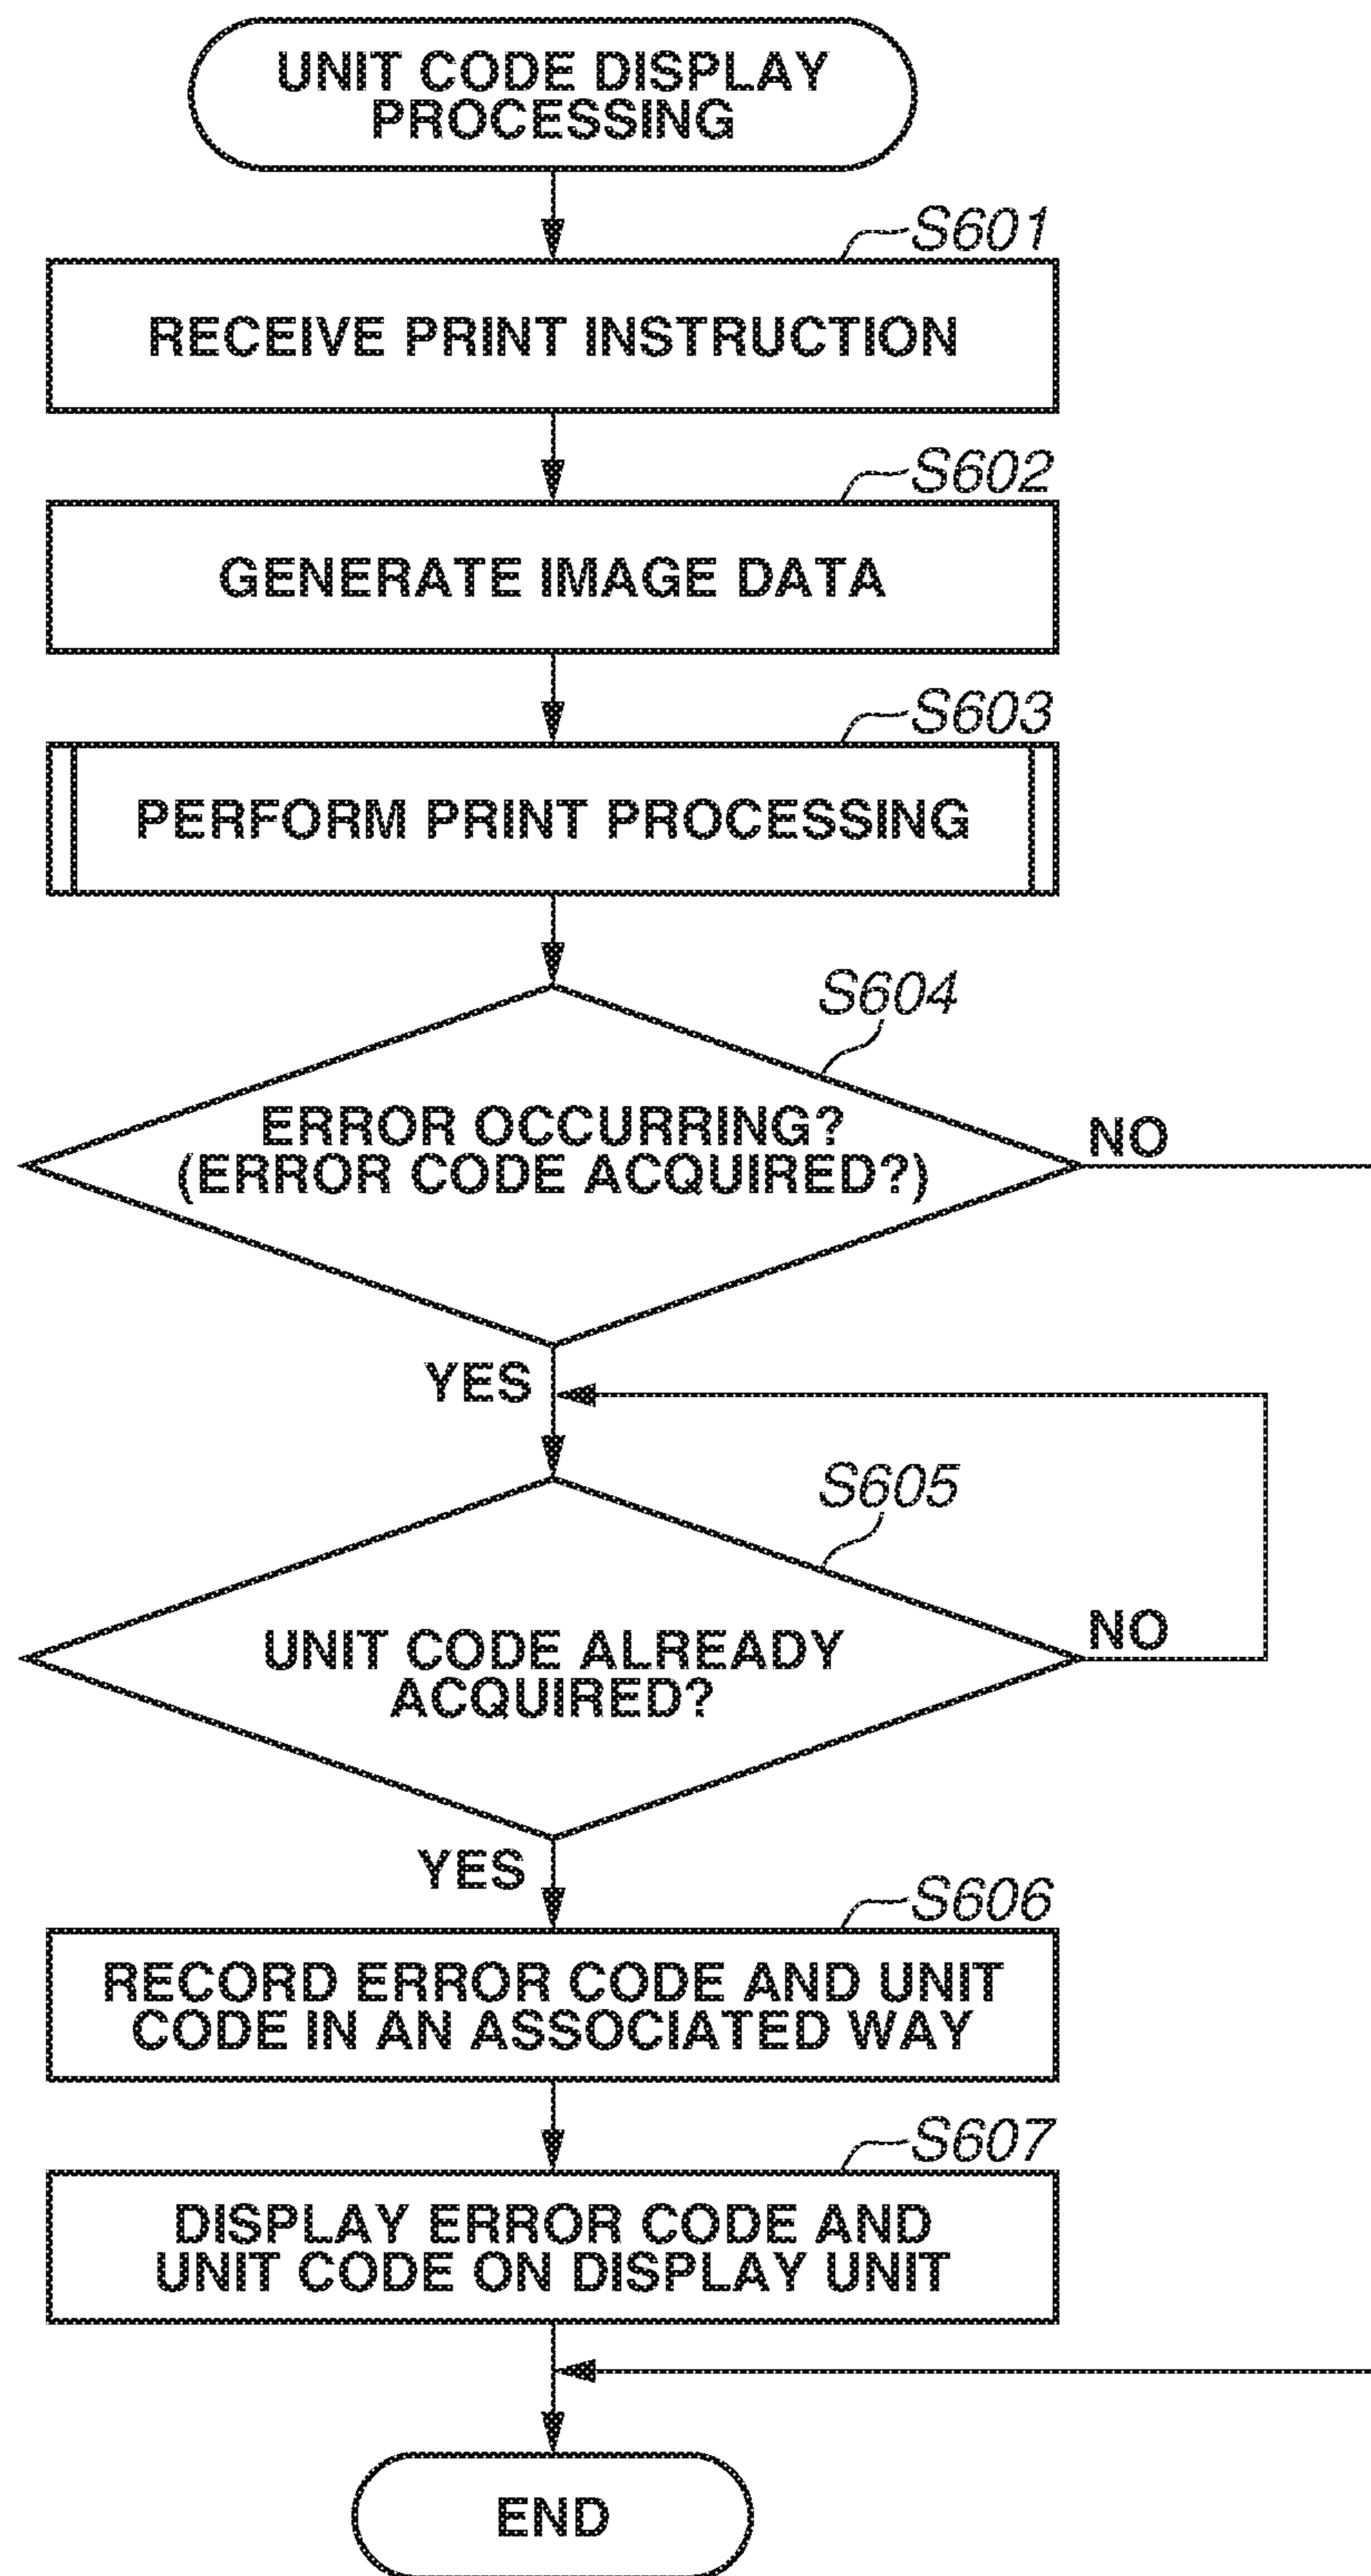 UNIT CODE DISPLAY
PROCESSING
S601
RECEIVE PRINT INSTRUCTION
S602
GENERATE IMAGE DATA
S603
PERFORM PRINT PROCESSING
S604
ERROR OCCURRING?
(ERROR CODE ACQUIRED?)
NO
YES
S605
UNIT CODE ALREADY
ACQUIRED?
NO
YES
S606
RECORD ERROR CODE AND UNIT
CODE IN AN ASSOCIATED WAY
S607
DISPLAY ERROR CODE AND
UNIT CODE ON DISPLAY UNIT
END